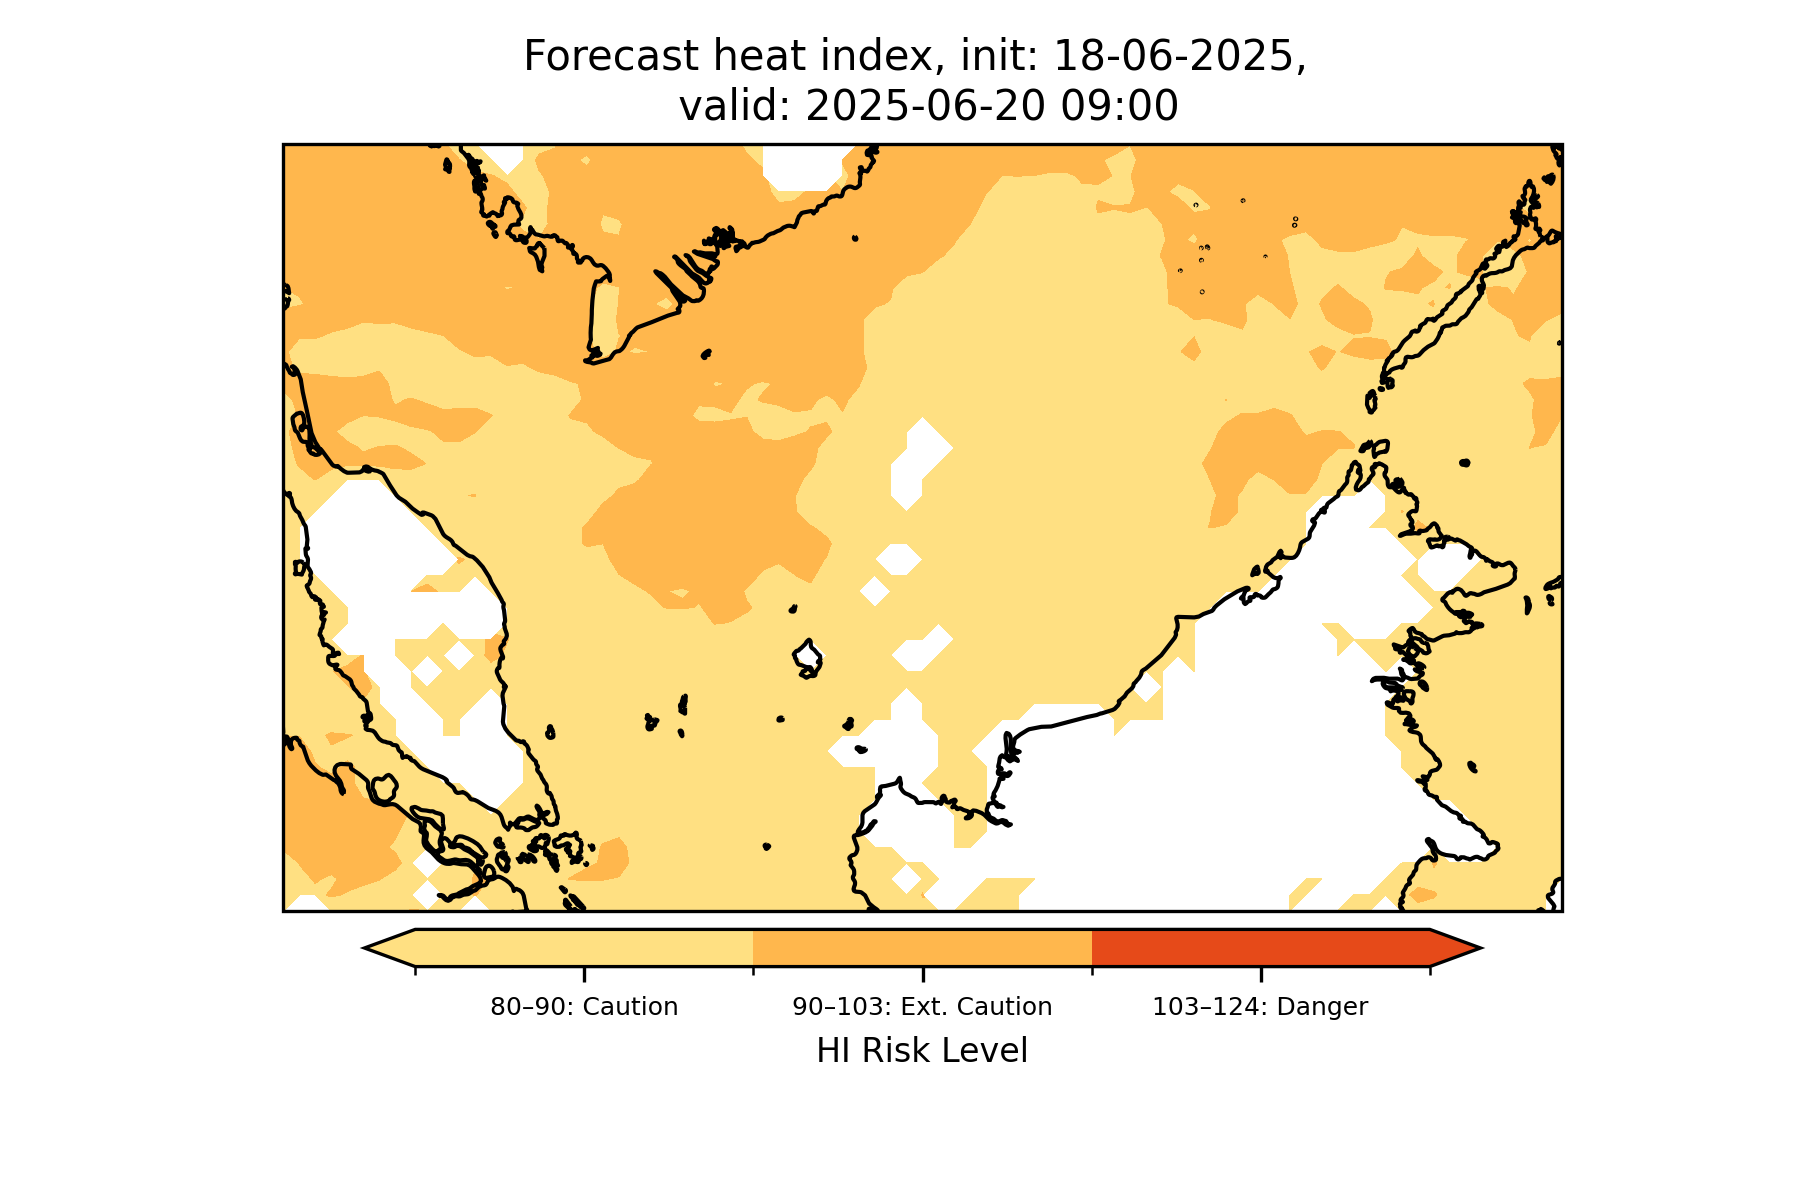 Forecast heat index, init: 18-06-2025,
valid: 2025-06-20 09:00
80–90: Caution
90–103: Ext. Caution
103–124: Danger
HI Risk Level